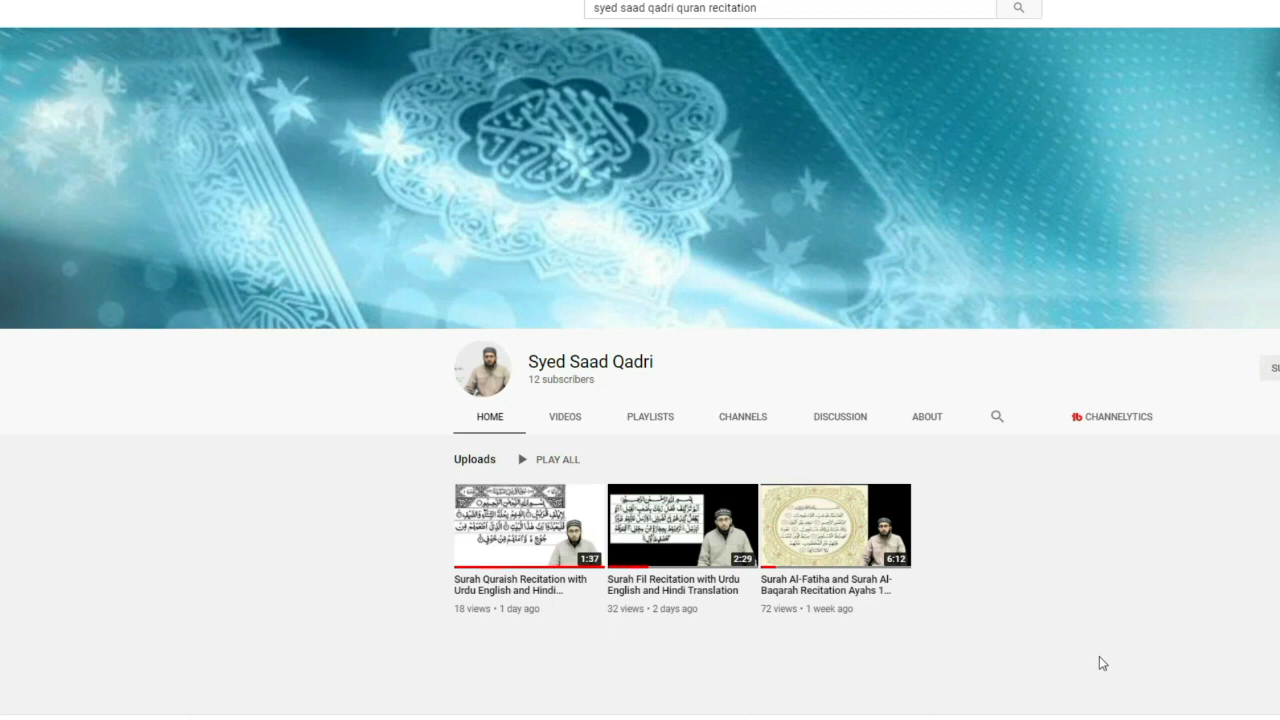 syed saad qadri quran recitation
القرآن الكريم
Syed Saad Qadri
12 subscribers
HOME VIDEOS PLAYLISTS CHANNELS DISCUSSION ABOUT CHANNELYTICS
Uploads PLAY ALL
1:37 2:29 6:12
Surah Quraish Recitation with
Urdu English and Hindi...
18 views • 1 day ago
Surah Fil Recitation with Urdu
English and Hindi Translation
32 views • 2 days ago
Surah Al-Fatiha and Surah Al-
Baqarah Recitation Ayahs 1...
72 views • 1 week ago